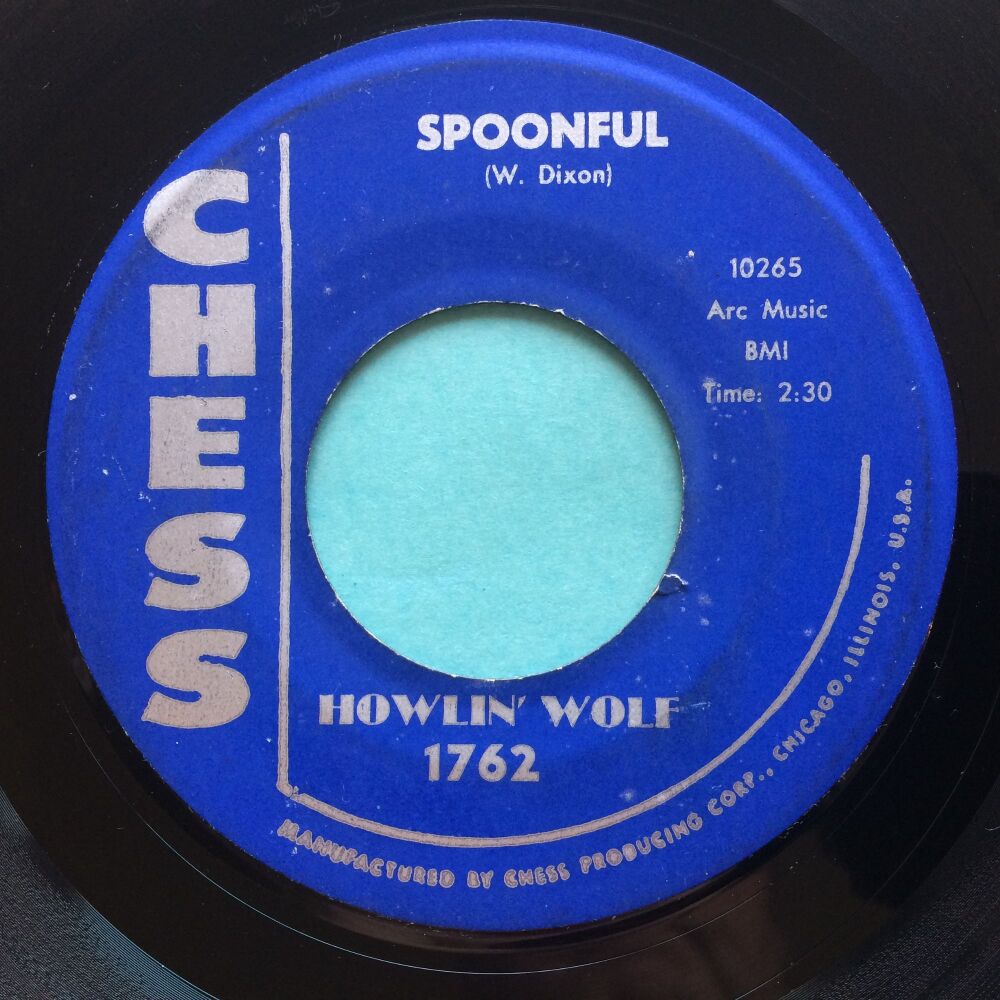 CHESS
SPOONFUL
(W. Dixon)
10265
Arc Music
BMI
Time: 2:30
HOWLIN' WOLF
1762
MANUFACTURED BY CHESS PRODUCING CORP., CHICAGO, ILLINOIS, U.S.A.